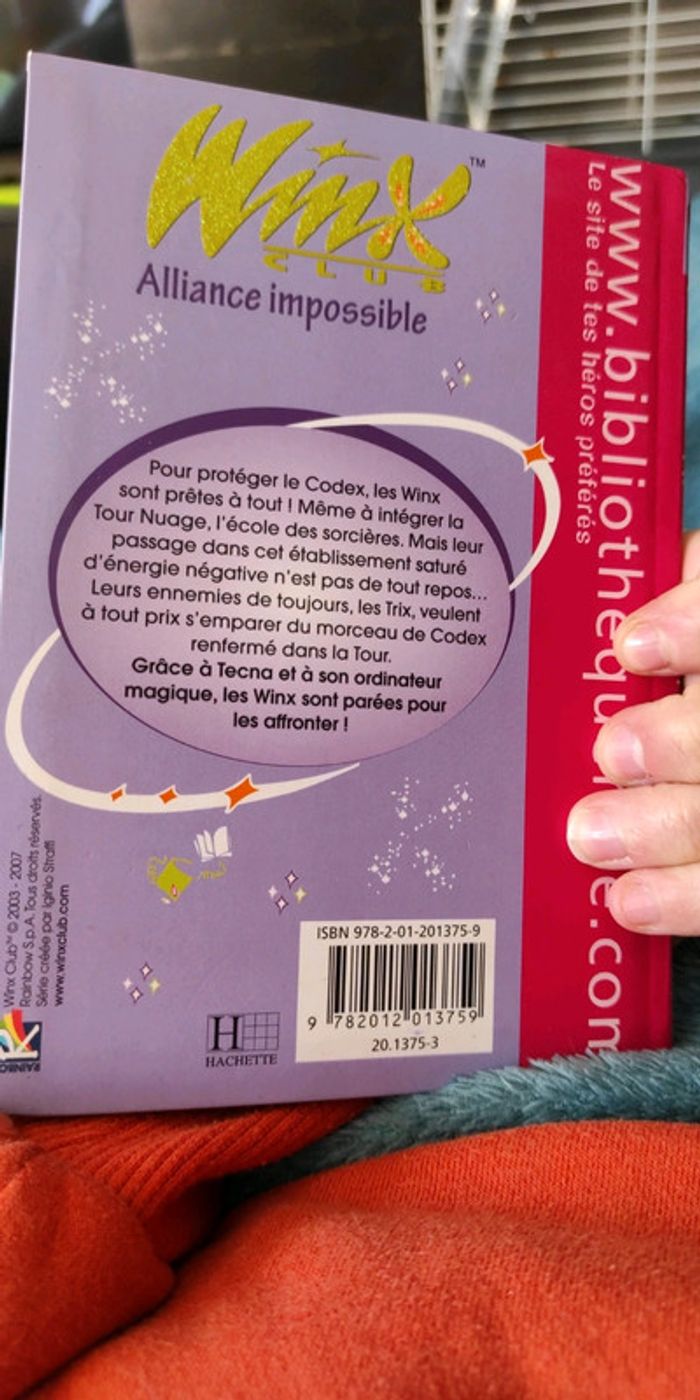 Winx™
CLUB
Alliance impossible
Pour protéger le Codex, les Winx
sont prêtes à tout ! Même à intégrer la
Tour Nuage, l'école des sorcières. Mais leur
passage dans cet établissement saturé
d'énergie négative n'est pas de tout repos...
Leurs ennemies de toujours, les Trix, veulent
à tout prix s'emparer du morceau de Codex
renfermé dans la Tour.
Grâce à Tecna et à son ordinateur
magique, les Winx sont parées pour
les affronter !
Winx Club™ © 2003 - 2007
Rainbow S.p.A. Tous droits réservés.
Série créée par Iginio Straffi
www.winxclub.com
RAINBOW
H
HACHETTE
ISBN 978-2-01-201375-9
9 782012 013759
20.1375-3
Le site de tes héros préférés